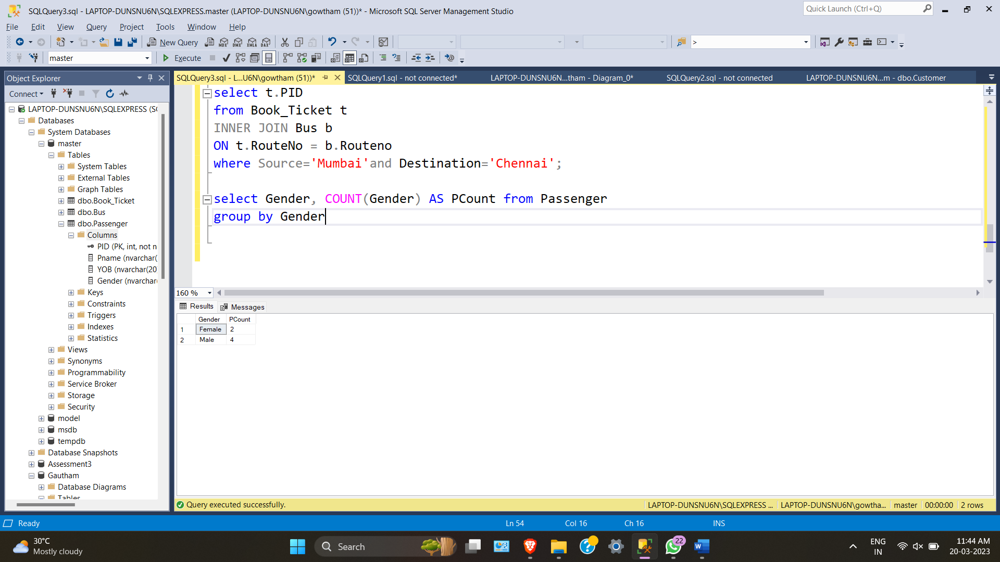 SQLQuery3.sql - LAPTOP-DUNSNU6N\SQLEXPRESS.master (LAPTOP-DUNSNU6N\gowtham (51))* - Microsoft SQL Server Management Studio
Quick Launch (Ctrl+Q)
File Edit View Query Project Tools Window Help
New Query MDX DMX XMLA DAX >
master Execute
Object Explorer
Connect
LAPTOP-DUNSNU6N\SQLEXPRESS (S
Databases
System Databases
master
Tables
System Tables
External Tables
Graph Tables
dbo.Book_Ticket
dbo.Bus
dbo.Passenger
Columns
PID (PK, int, not n
Pname (nvarchar(
YOB (nvarchar(20
Gender (nvarchar(
Keys
Constraints
Triggers
Indexes
Statistics
Views
Synonyms
Programmability
Service Broker
Storage
Security
model
msdb
tempdb
Database Snapshots
Assessment3
Gautham
Database Diagrams
Tables
SQLQuery3.sql - L...U6N\gowtham (51))* SQLQuery1.sql - not connected* LAPTOP-DUNSNU6N...tham - Diagram_0* SQLQuery2.sql - not connected LAPTOP-DUNSNU6N...m - dbo.Customer
select t.PID
from Book_Ticket t
INNER JOIN Bus b
ON t.RouteNo = b.Routeno
where Source='Mumbai'and Destination='Chennai';
select Gender, COUNT(Gender) AS PCount from Passenger
group by Gender
160 %
Results Messages
Gender PCount
1 Female 2
2 Male 4
Query executed successfully. LAPTOP-DUNSNU6N\SQLEXPRESS ... LAPTOP-DUNSNU6N\gowtha... master 00:00:00 2 rows
Ready Ln 54 Col 16 Ch 16 INS
30°C
Mostly cloudy
Search
22
ENG
IN
11:44 AM
20-03-2023